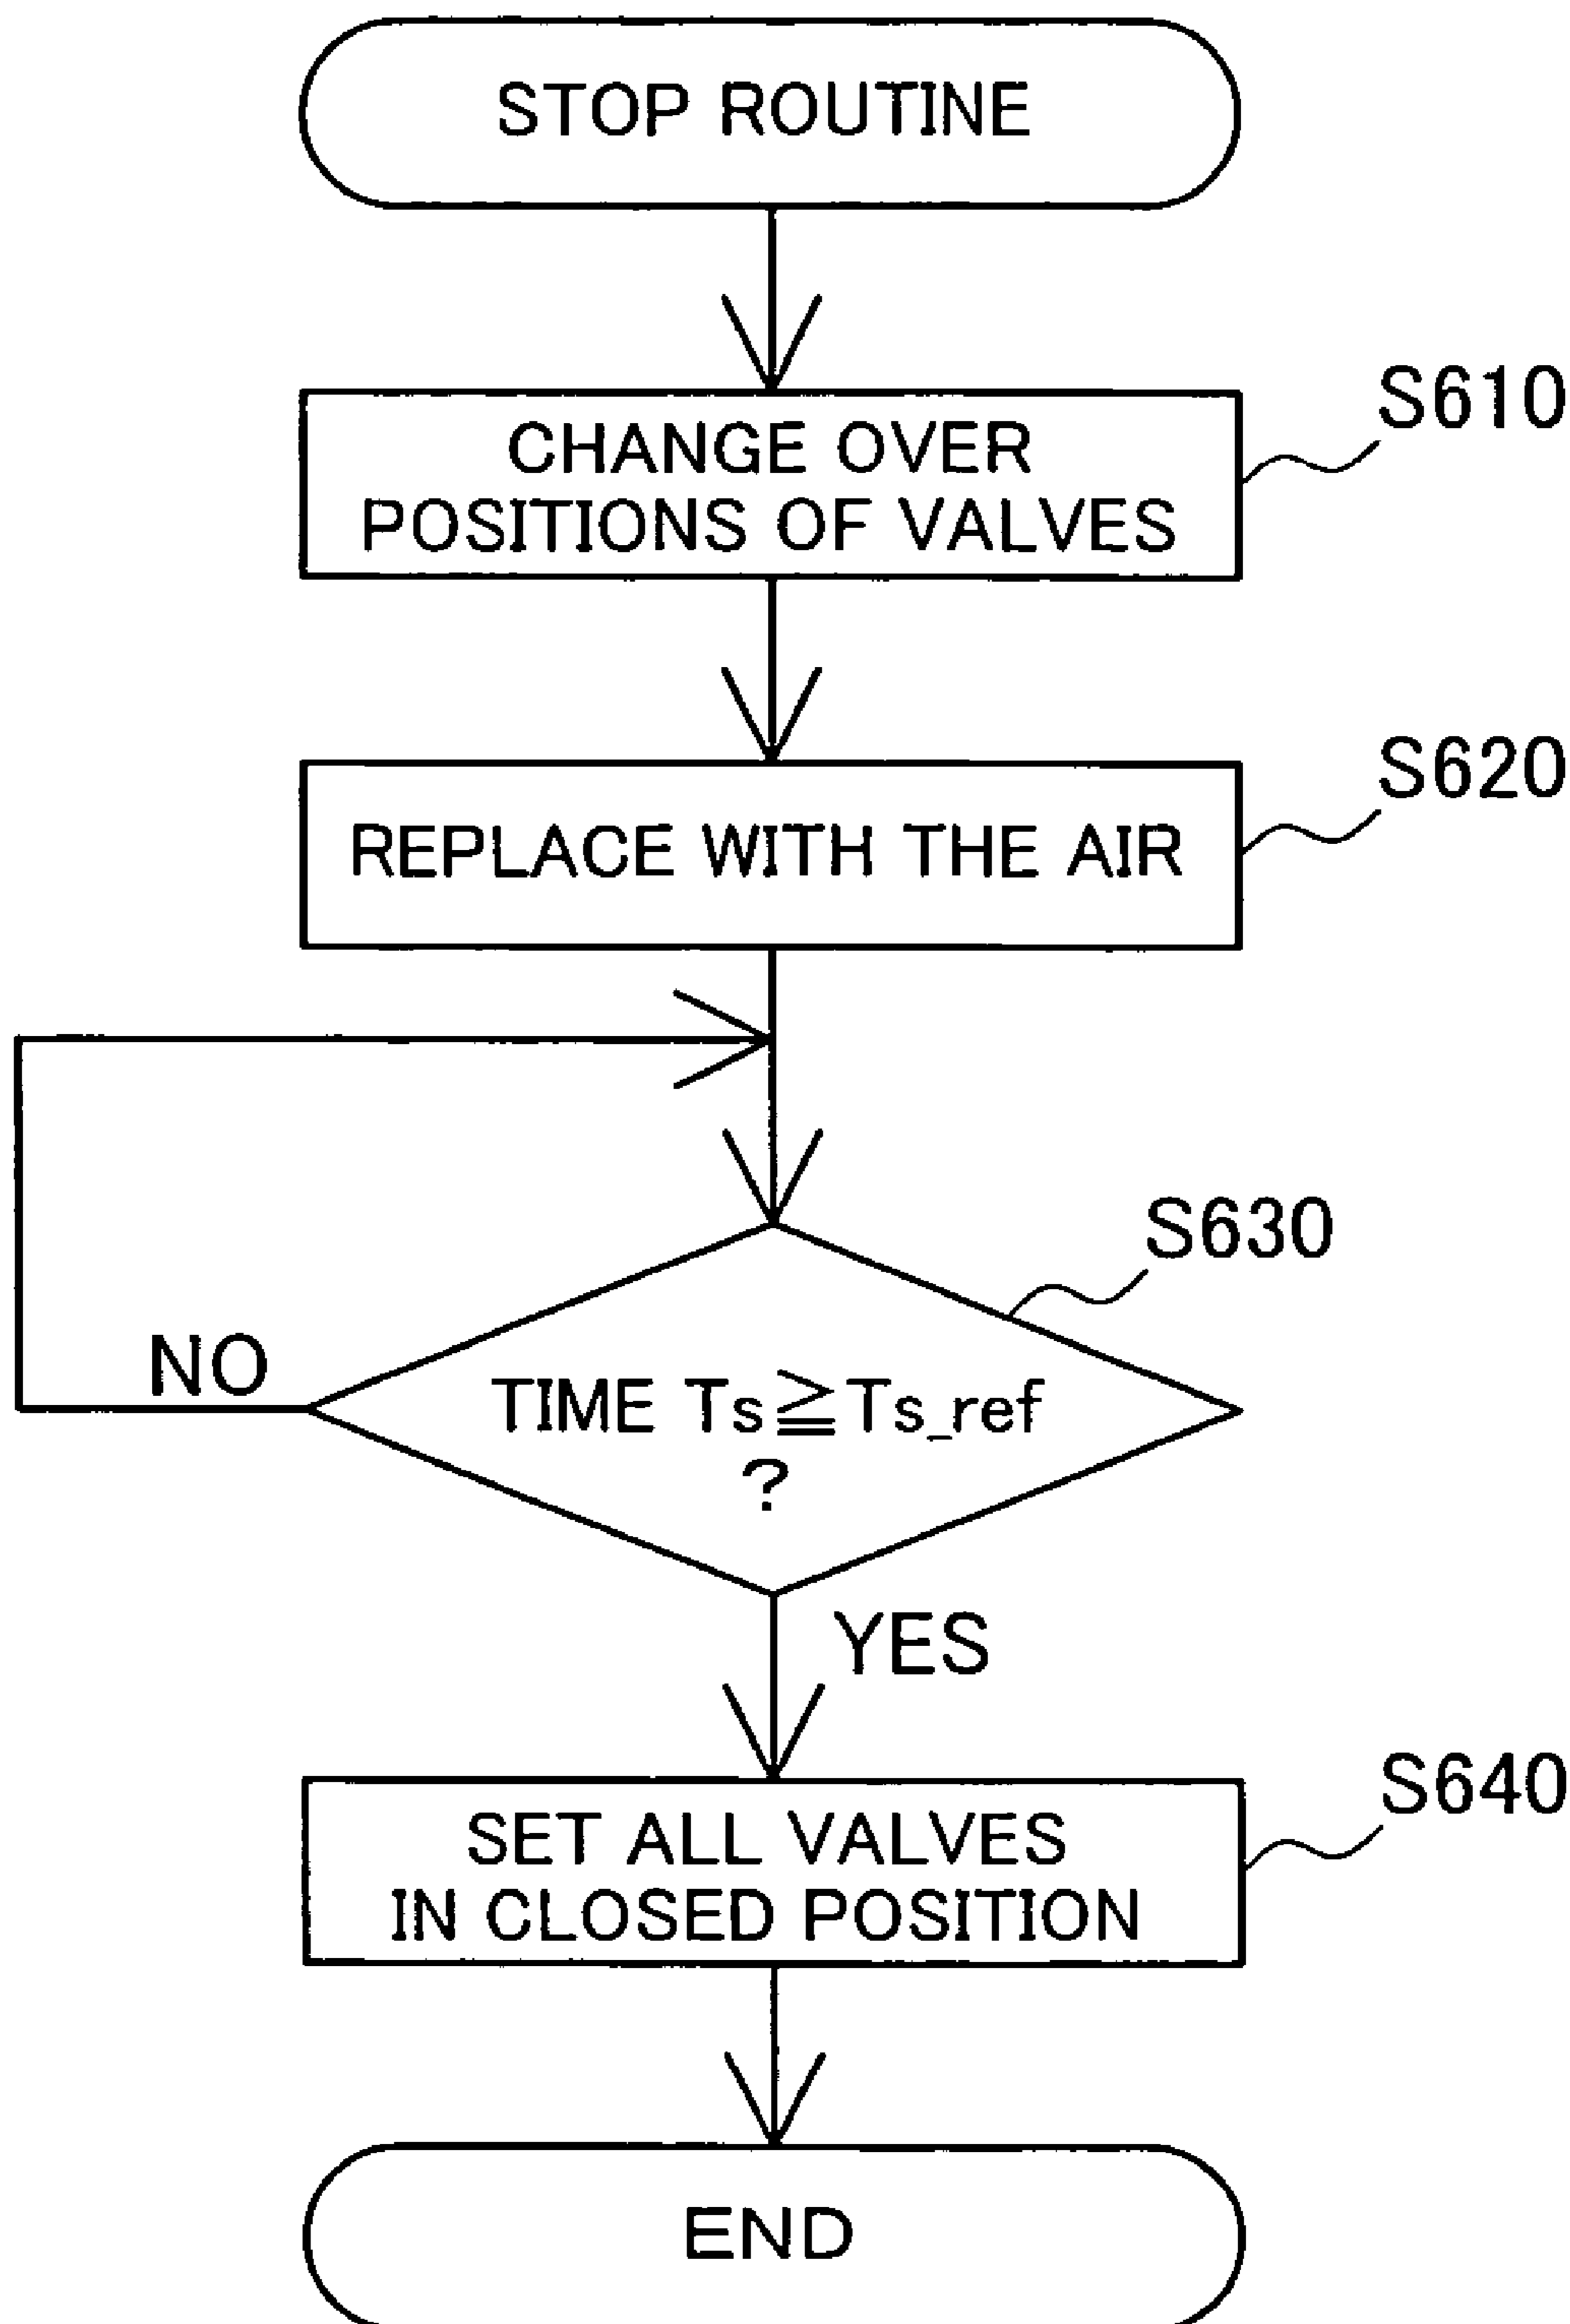 STOP ROUTINE
CHANGE OVER
POSITIONS OF VALVES
S610
REPLACE WITH THE AIR
S620
S630
NO
TIME Ts≧Ts_ref
?
YES
SET ALL VALVES
IN CLOSED POSITION
S640
END